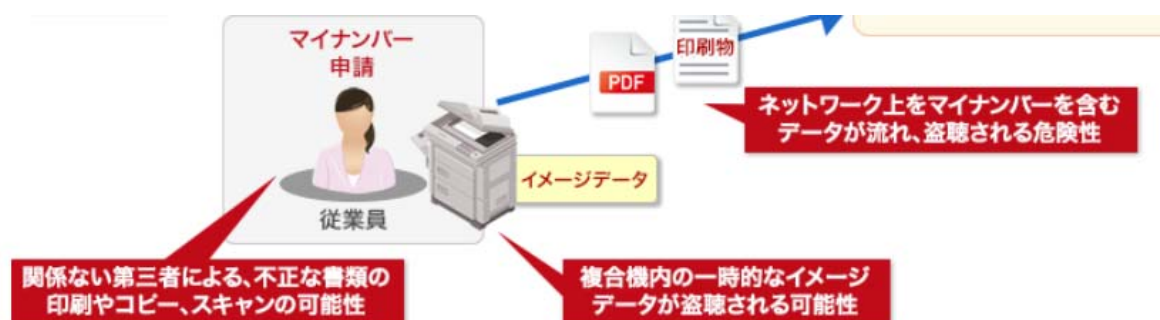 マイナンバー
申請
従業員
PDF
印刷物
イメージデータ
ネットワーク上をマイナンバーを含む
データが流れ、盗聴される危険性
関係ない第三者による、不正な書類の
印刷やコピー、スキャンの可能性
複合機内の一時的なイメージ
データが盗聴される可能性